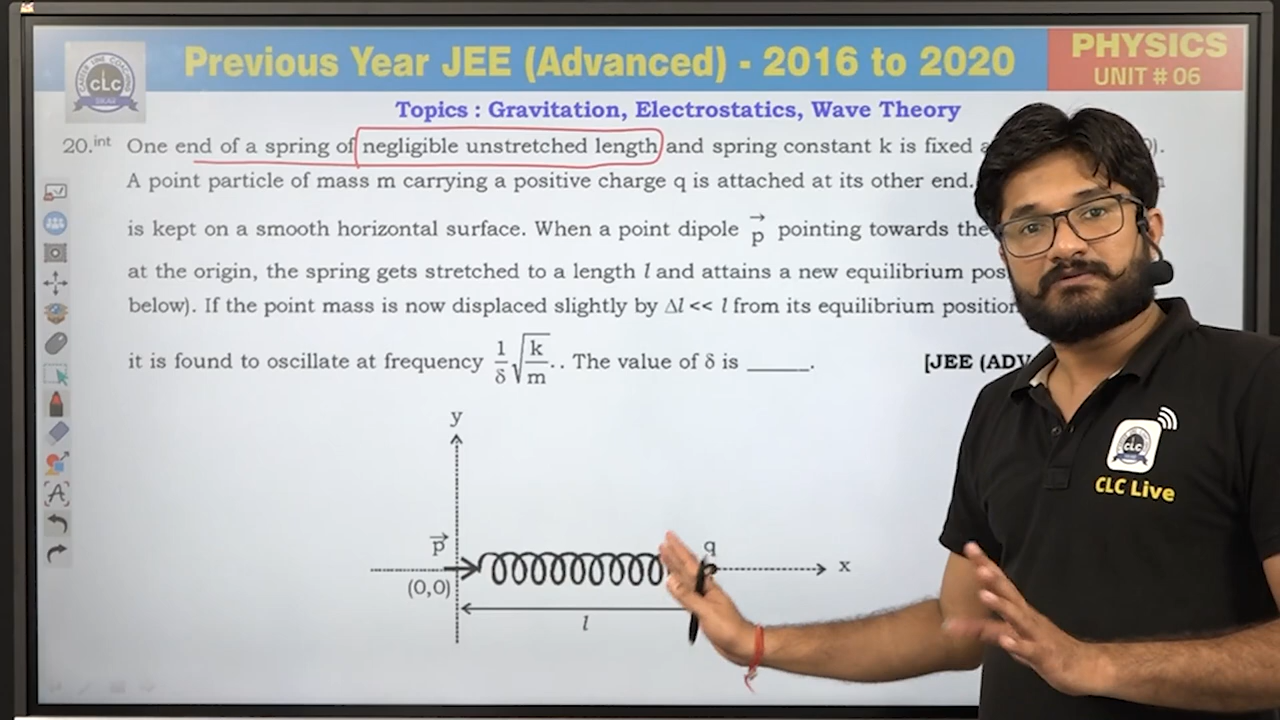 Previous Year JEE (Advanced) - 2016 to 2020
PHYSICS
UNIT # 06
CLC
Topics : Gravitation, Electrostatics, Wave Theory
20.int One end of a spring of negligible unstretched length and spring constant k is fixed 0).
A point particle of mass m carrying a positive charge q is attached at its other end.
is kept on a smooth horizontal surface. When a point dipole p⃗ pointing towards the
at the origin, the spring gets stretched to a length l and attains a new equilibrium pos
below). If the point mass is now displaced slightly by Δl << l from its equilibrium position
it is found to oscillate at frequency 1/δ √(k/m).. The value of δ is _____. [JEE (ADV
y
p⃗
q
x
(0,0)
l
CLC
CLC Live